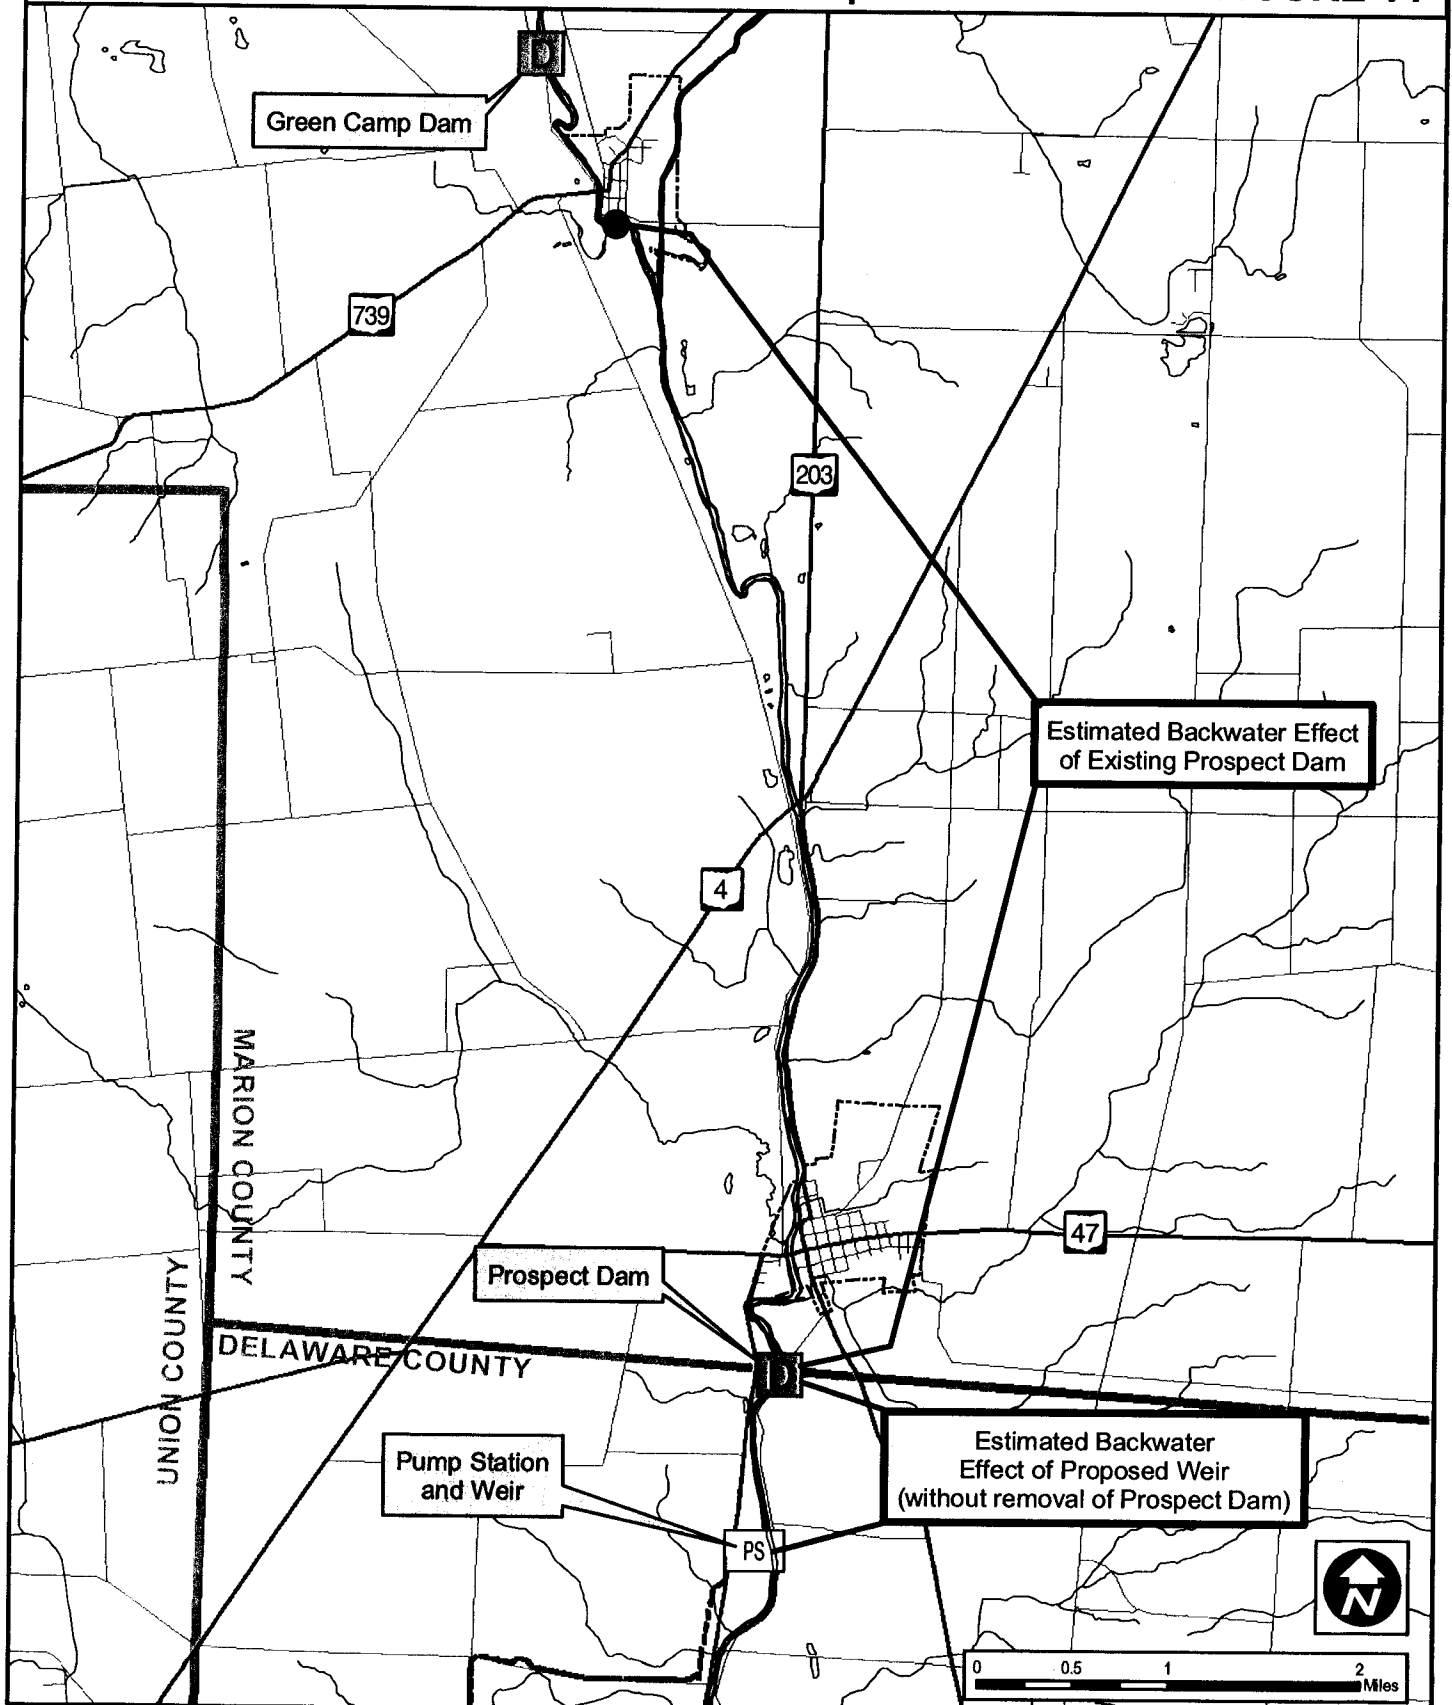 D
Green Camp Dam
739
203
Estimated Backwater Effect
of Existing Prospect Dam
4
MARION COUNTY
47
Prospect Dam
UNION COUNTY
DELAWARE COUNTY
D
Estimated Backwater
Effect of Proposed Weir
(without removal of Prospect Dam)
Pump Station
and Weir
PS
N
0 0.5 1 2
Miles